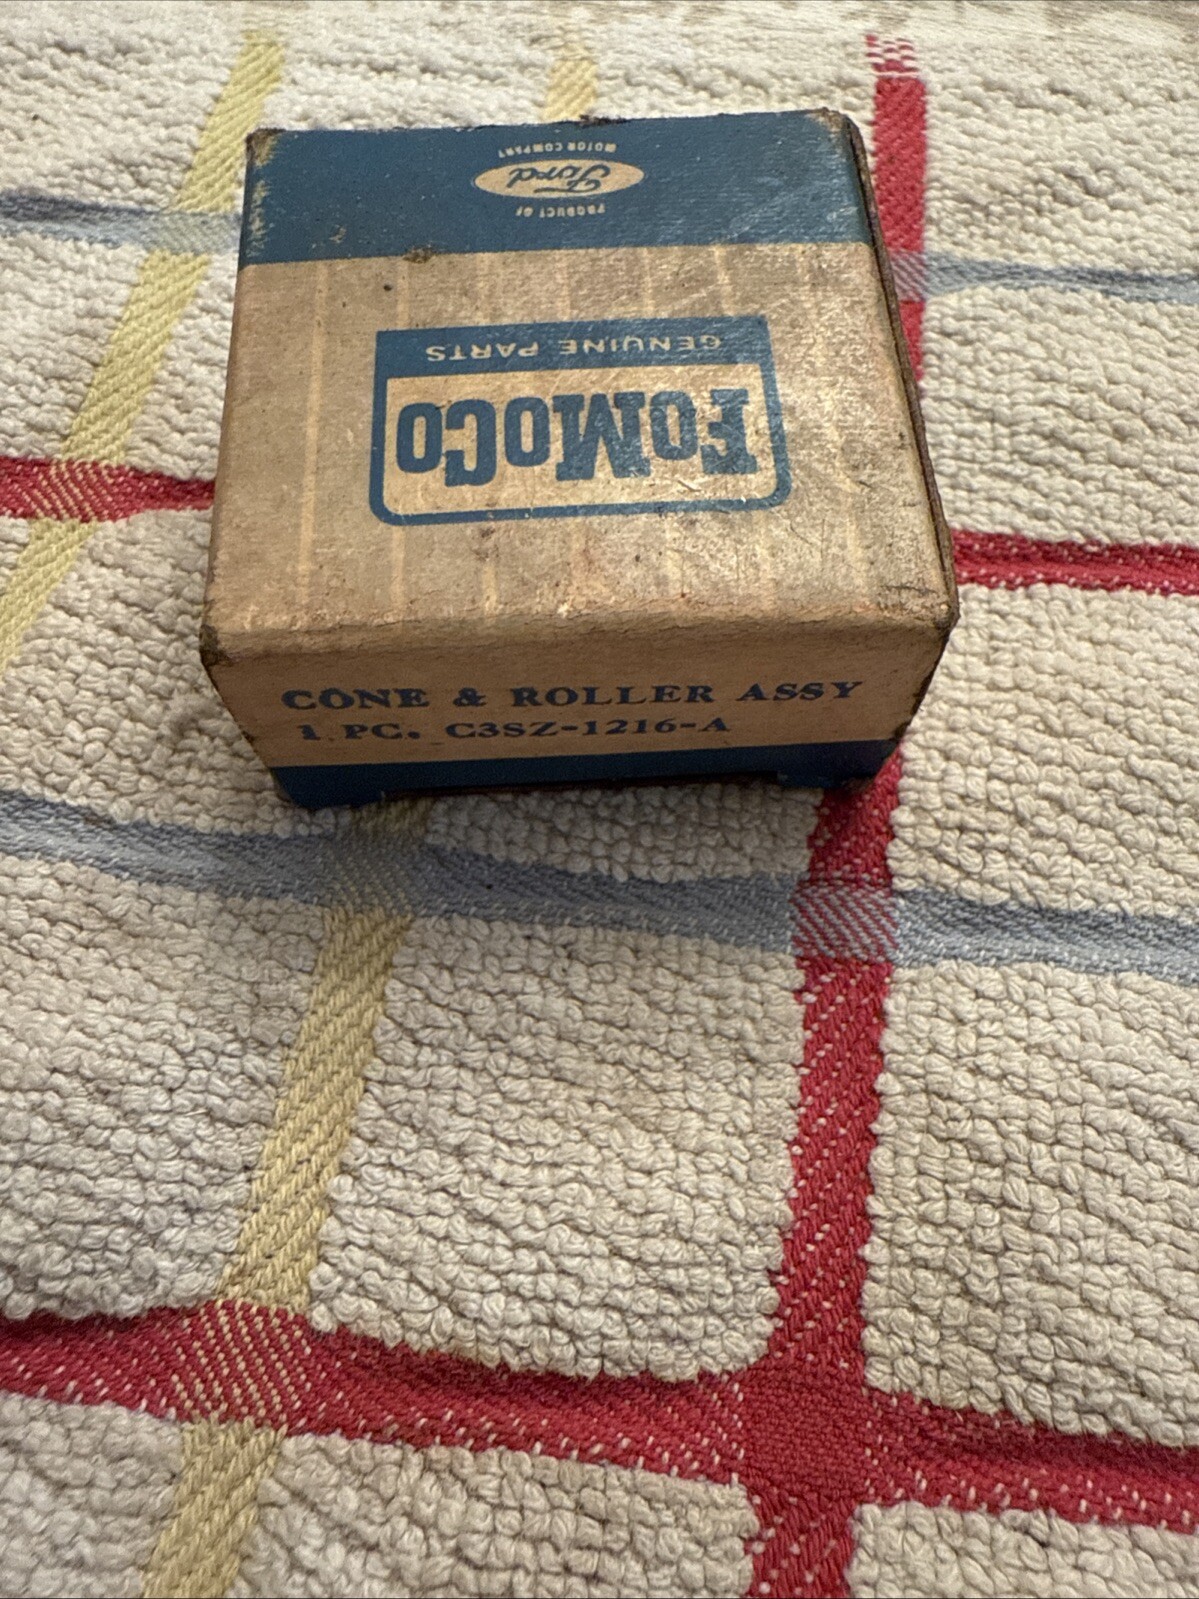 CONE & ROLLER ASSY
1 PC. C3SZ-1216-A
FoMoCo
GENUINE PARTS
PRODUCT OF
Ford
MOTOR COMPANY